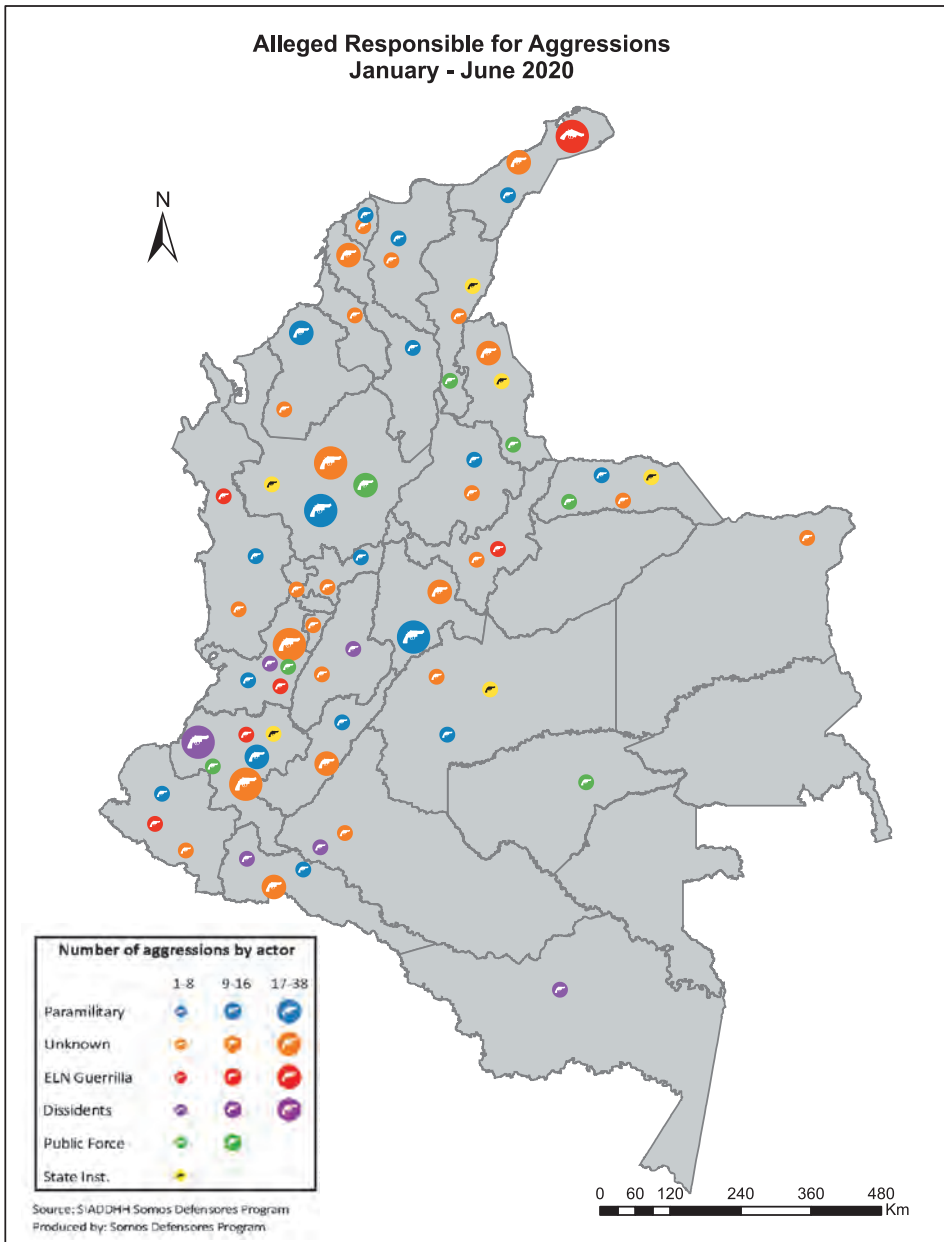 Alleged Responsible for Aggressions
January - June 2020
N
Number of aggressions by actor
1-8 9-16 17-38
Paramilitary
Unknown
ELN Guerrilla
Dissidents
Public Force
State Inst.
Source: SIADDHH Somos Defensores Program
Produced by: Somos Defensores Program
0 60 120 240 360 480
Km